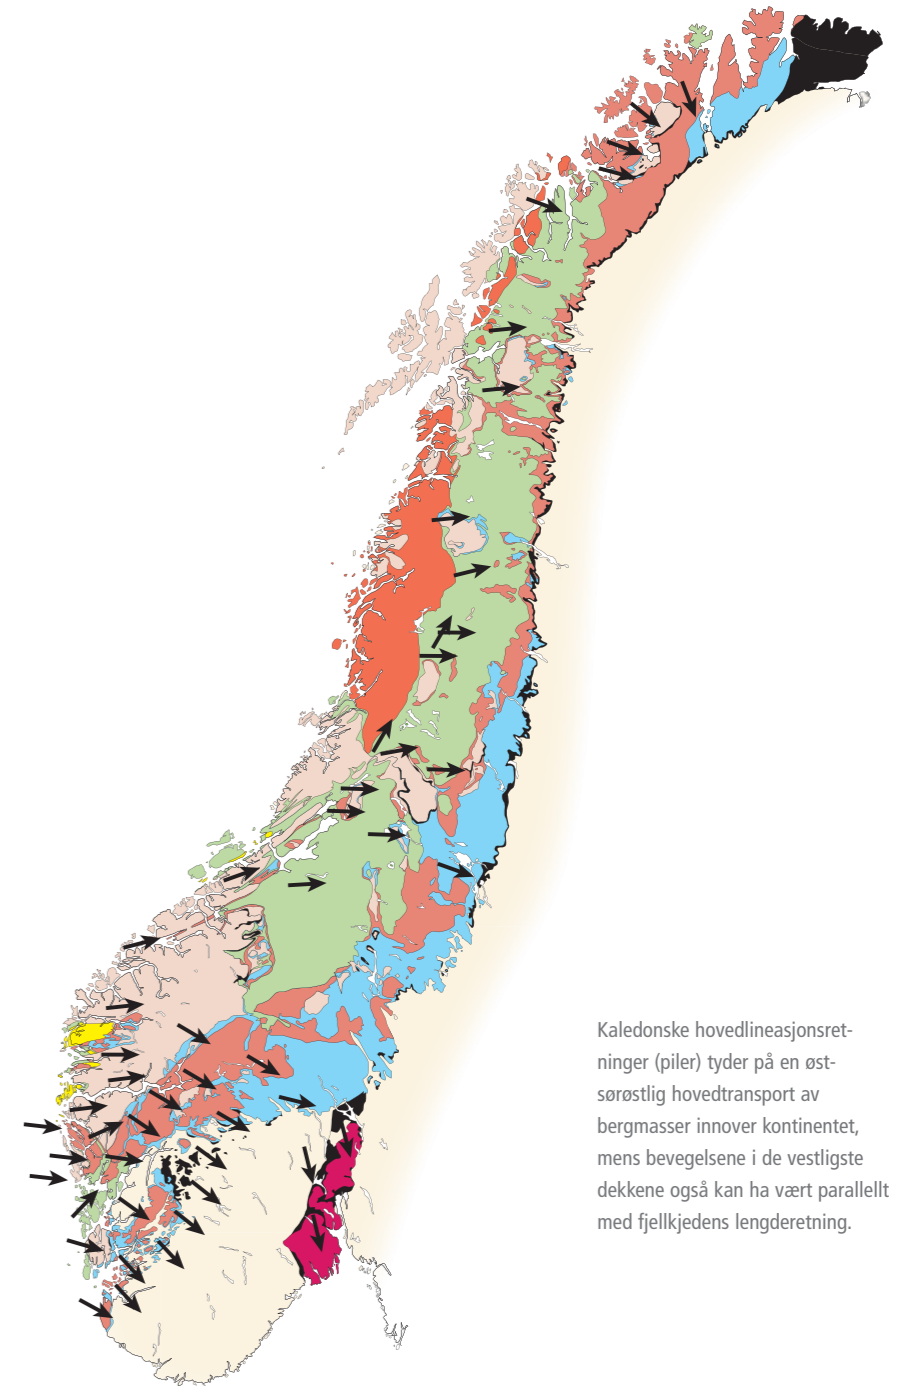 Kaledonske hovedlineasjonsret-
ninger (piler) tyder på en øst-
sørøstlig hovedtransport av
bergmasser innover kontinentet,
mens bevegelsene i de vestligste
dekkene også kan ha vært parallellt
med fjellkjedens lengderetning.